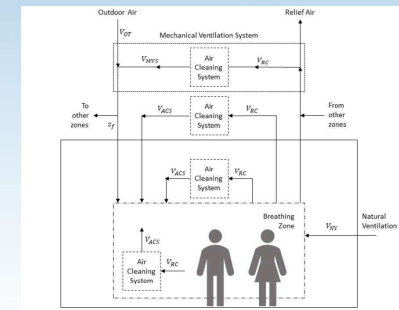 Outdoor Air
Relief Air
V_OT
Mechanical Ventilation System
V_MVS
Air
Cleaning
System
V_RC
To
other
zones
z_f
V_ACS
Air
Cleaning
System
V_RC
From
other
zones
V_ACS
Air
Cleaning
System
V_RC
Breathing
Zone
V_NV
Natural
Ventilation
V_ACS
Air
Cleaning
System
V_RC